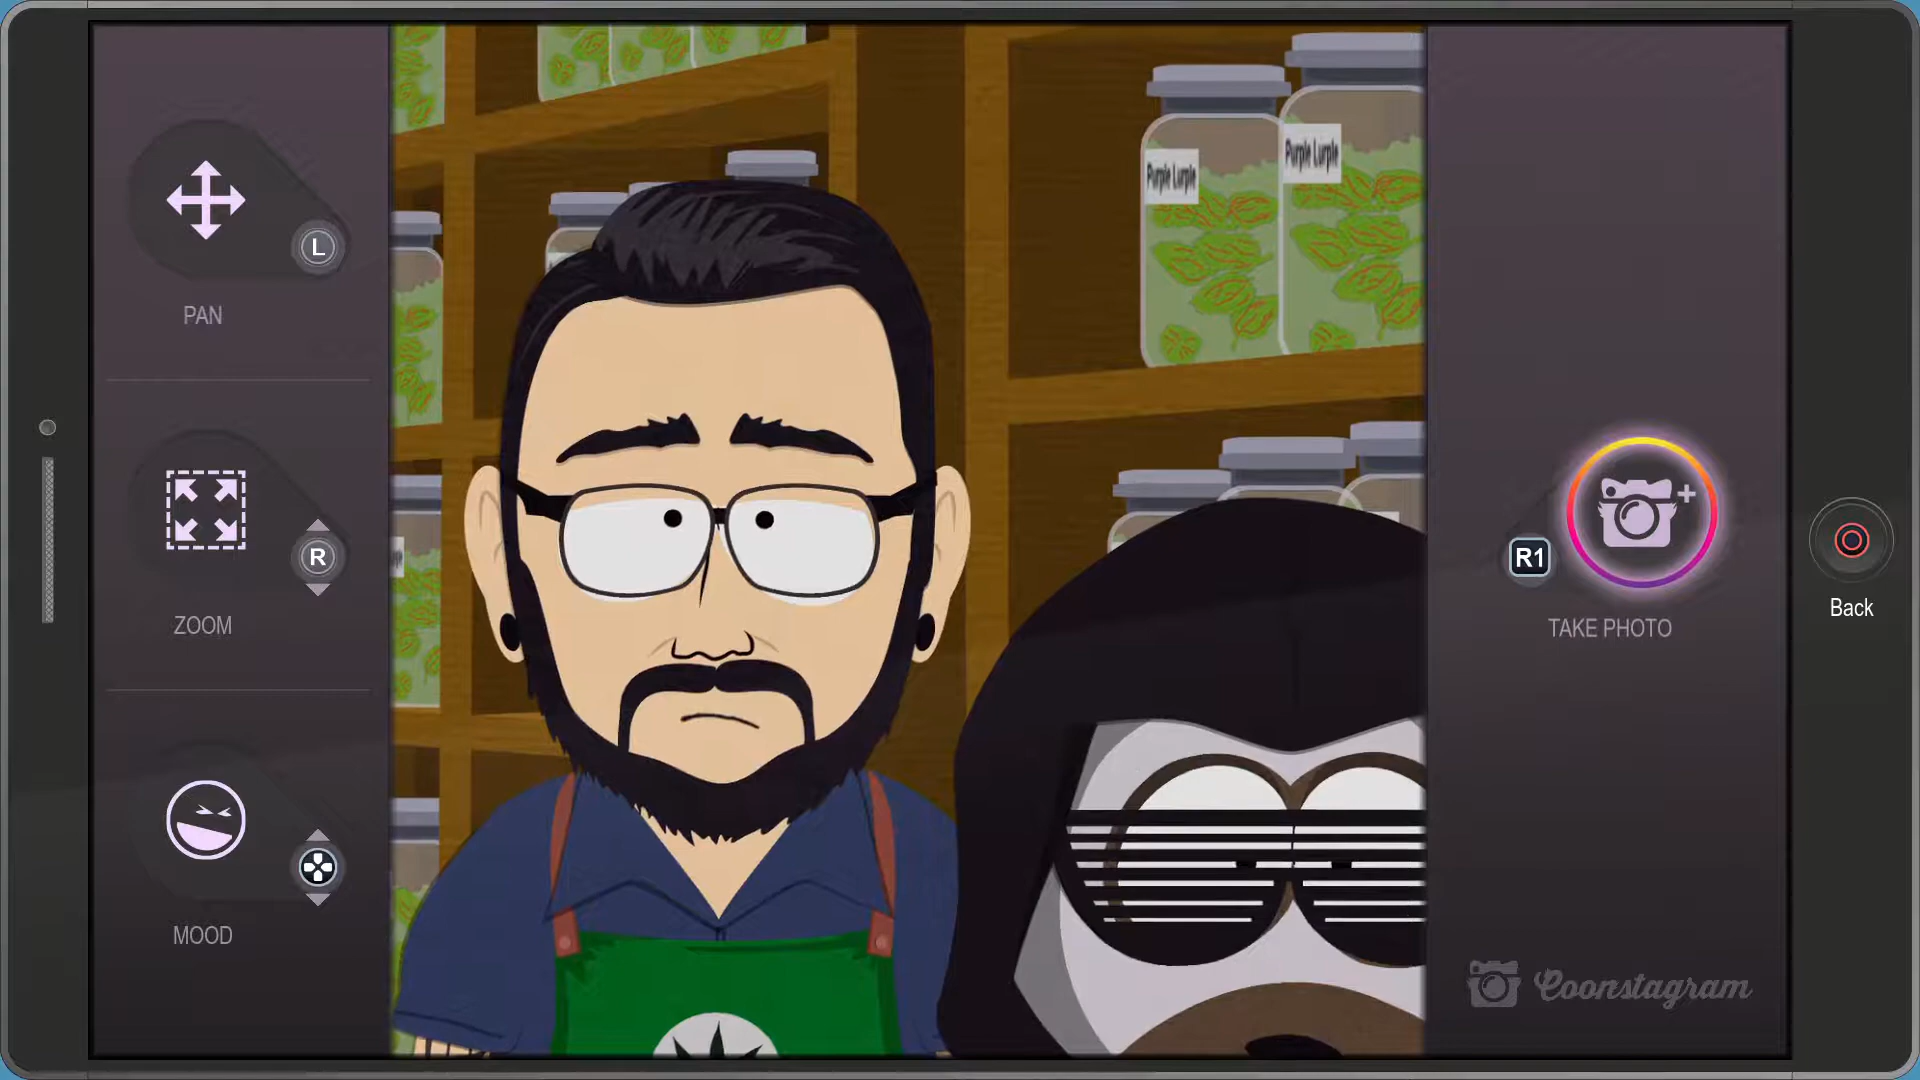 Purple Lurple
Purple Lurple
L
PAN
R
ZOOM
MOOD
R1
TAKE PHOTO
Back
Coonstagram